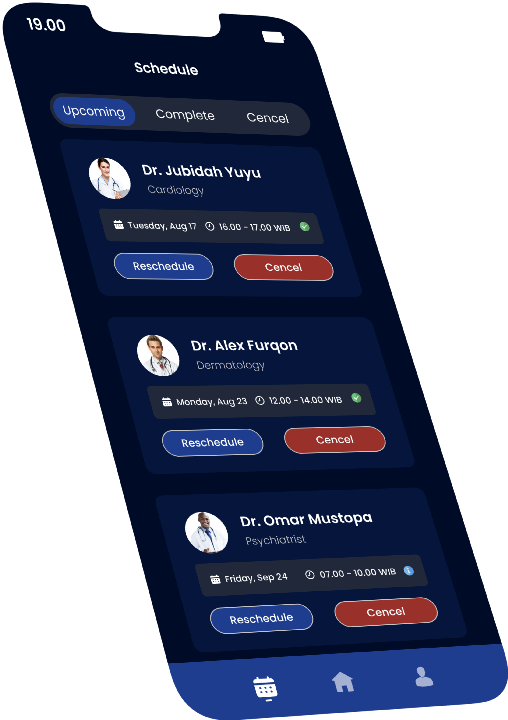 19.00
Schedule
Upcoming Complete Cencel
Dr. Jubidah Yuyu
Cardiology
Tuesday, Aug 17 16.00 - 17.00 WIB
Reschedule Cencel
Dr. Alex Furqon
Dermatology
Monday, Aug 23 12.00 - 14.00 WIB
Reschedule Cencel
Dr. Omar Mustopa
Psychiatrist
Friday, Sep 24 07.00 - 10.00 WIB
Reschedule Cencel